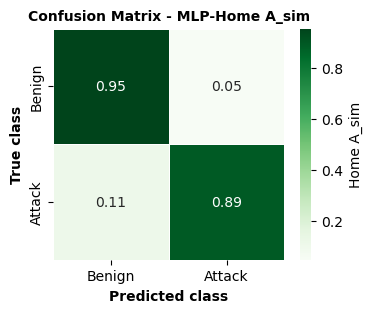 Confusion Matrix - MLP-Home A_sim
True class
Benign
Attack
0.95
0.05
0.11
0.89
Benign
Attack
Predicted class
0.8
0.6
0.4
0.2
Home A_sim